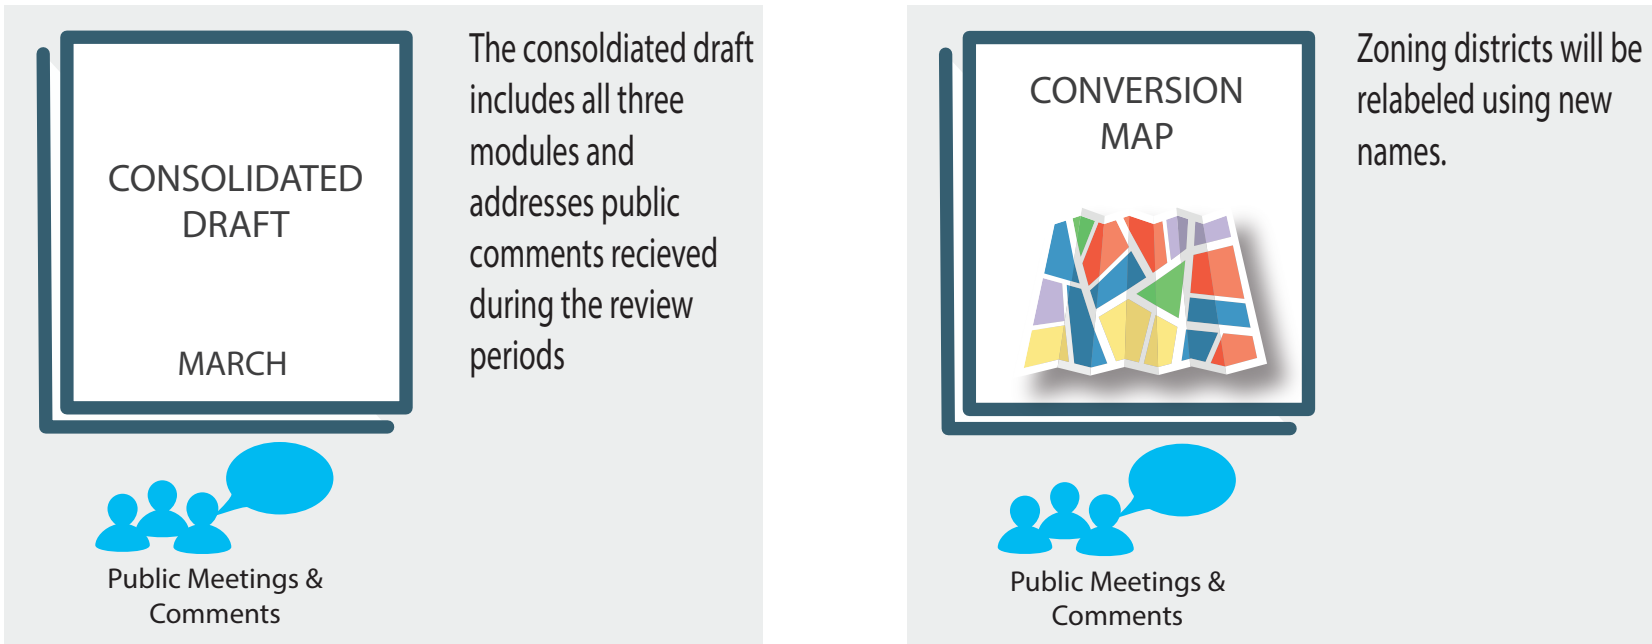 CONSOLIDATED
DRAFT
MARCH
The consoldiated draft
includes all three
modules and
addresses public
comments recieved
during the review
periods
Public Meetings &
Comments
CONVERSION
MAP
Zoning districts will be
relabeled using new
names.
Public Meetings &
Comments